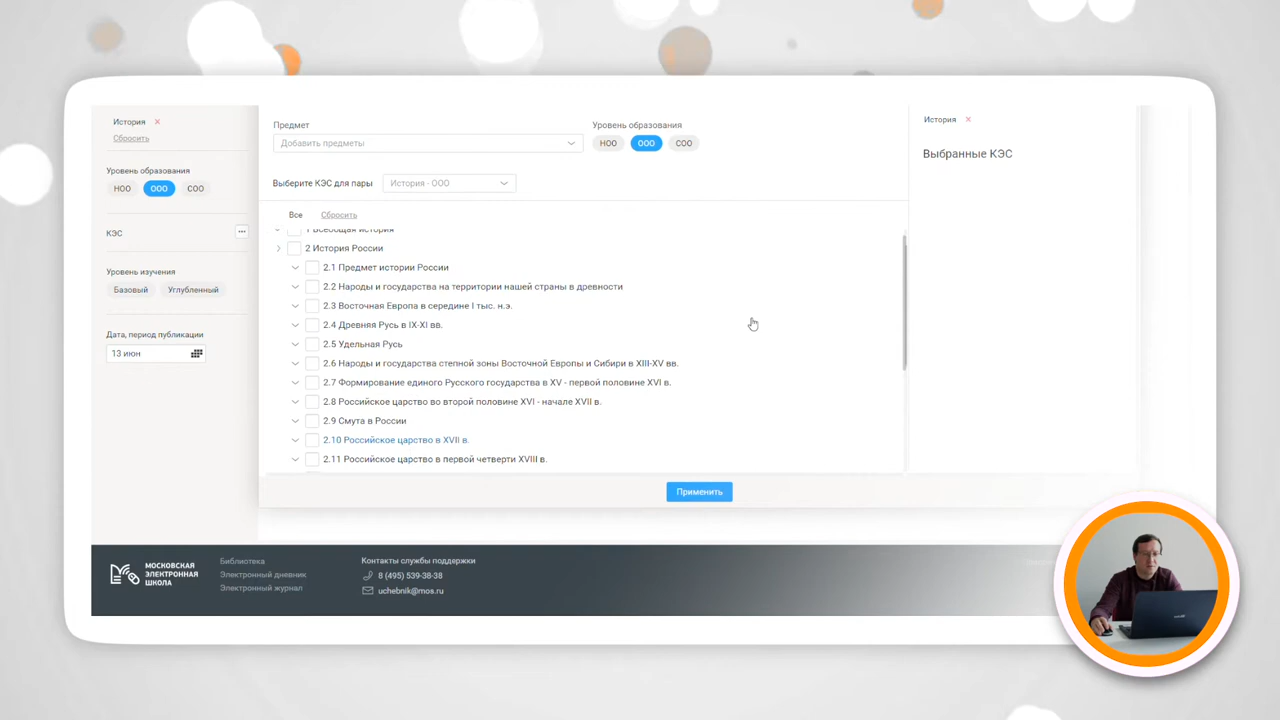 История ×
Сбросить
Уровень образования
НОО ООО СОО
КЭС ...
Уровень изучения
Базовый Углубленный
Дата, период публикации
13 июн
Предмет
Добавить предметы
Уровень образования
НОО ООО СОО
Выберите КЭС для пары История - ООО
Все Сбросить
1 Всеобщая история
2 История России
2.1 Предмет истории России
2.2 Народы и государства на территории нашей страны в древности
2.3 Восточная Европа в середине I тыс. н.э.
2.4 Древняя Русь в IX-XI вв.
2.5 Удельная Русь
2.6 Народы и государства степной зоны Восточной Европы и Сибири в XIII-XV вв.
2.7 Формирование единого Русского государства в XV - первой половине XVI в.
2.8 Российское царство во второй половине XVI - начале XVII в.
2.9 Смута в России
2.10 Российское царство в XVII в.
2.11 Российское царство в первой четверти XVIII в.
Применить
История ×
Выбранные КЭС
МОСКОВСКАЯ
ЭЛЕКТРОННАЯ
ШКОЛА
Библиотека
Электронный дневник
Электронный журнал
Контакты службы поддержки
8 (495) 539-38-38
uchebnik@mos.ru